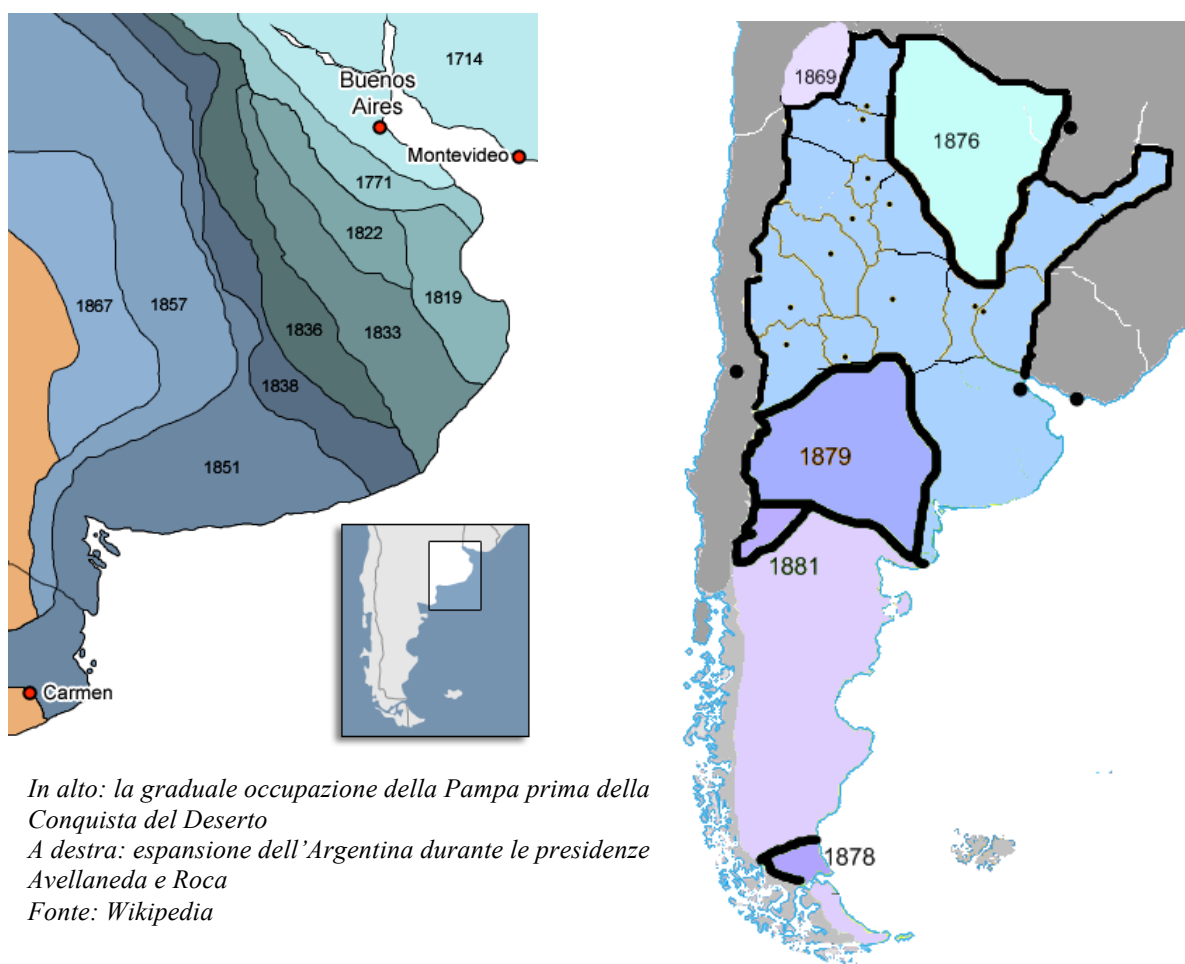 1714
Buenos
Aires
Montevideo
1771
1822
1819
1867
1857
1836
1833
1838
1851
Carmen
1869
1876
1879
1881
1878
In alto: la graduale occupazione della Pampa prima della
Conquista del Deserto
A destra: espansione dell’Argentina durante le presidenze
Avellaneda e Roca
Fonte: Wikipedia